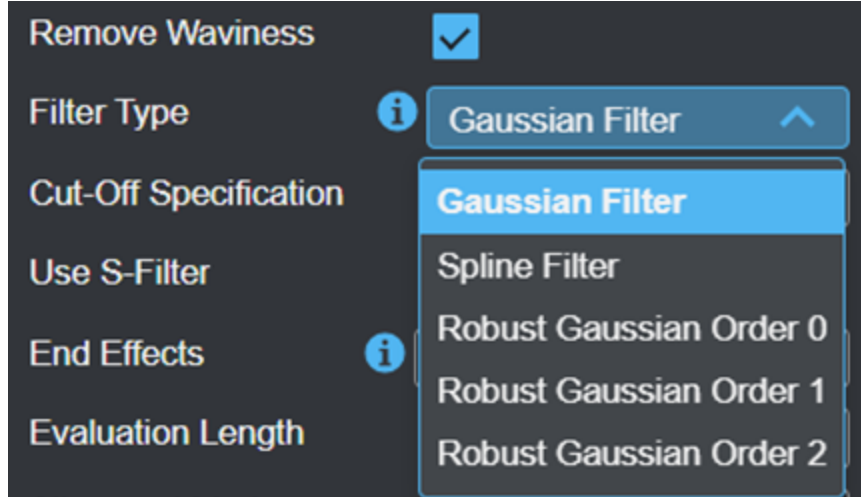 Remove Waviness
Filter Type
Gaussian Filter
Cut-Off Specification
Gaussian Filter
Use S-Filter
Spline Filter
Robust Gaussian Order 0
End Effects
Robust Gaussian Order 1
Evaluation Length
Robust Gaussian Order 2